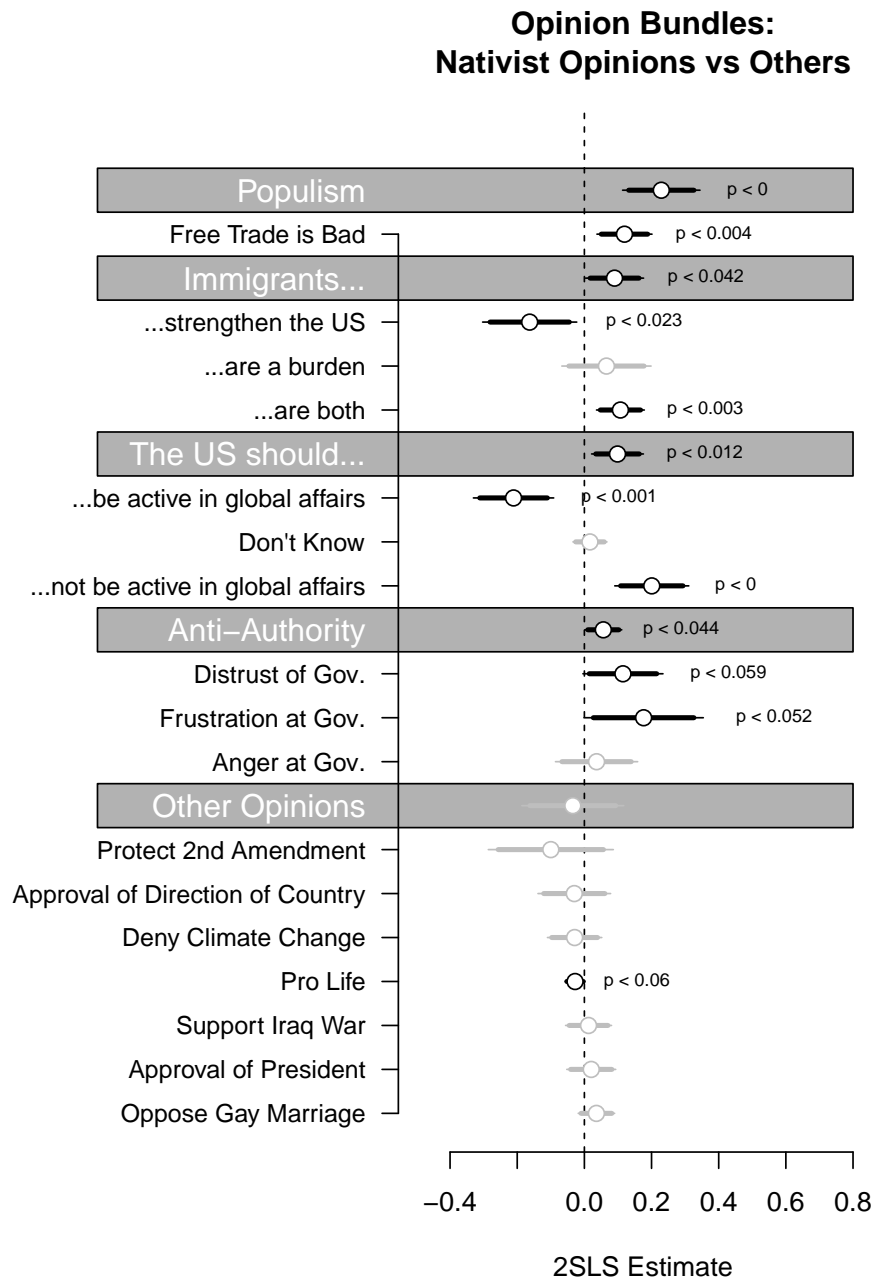 Opinion Bundles:
Nativist Opinions vs Others
Populism p < 0
Free Trade is Bad p < 0.004
Immigrants... p < 0.042
...strengthen the US p < 0.023
...are a burden
...are both p < 0.003
The US should... p < 0.012
...be active in global affairs p < 0.001
Don't Know
...not be active in global affairs p < 0
Anti−Authority p < 0.044
Distrust of Gov. p < 0.059
Frustration at Gov. p < 0.052
Anger at Gov.
Other Opinions
Protect 2nd Amendment
Approval of Direction of Country
Deny Climate Change
Pro Life p < 0.06
Support Iraq War
Approval of President
Oppose Gay Marriage
−0.4 0.0 0.2 0.4 0.6 0.8
2SLS Estimate